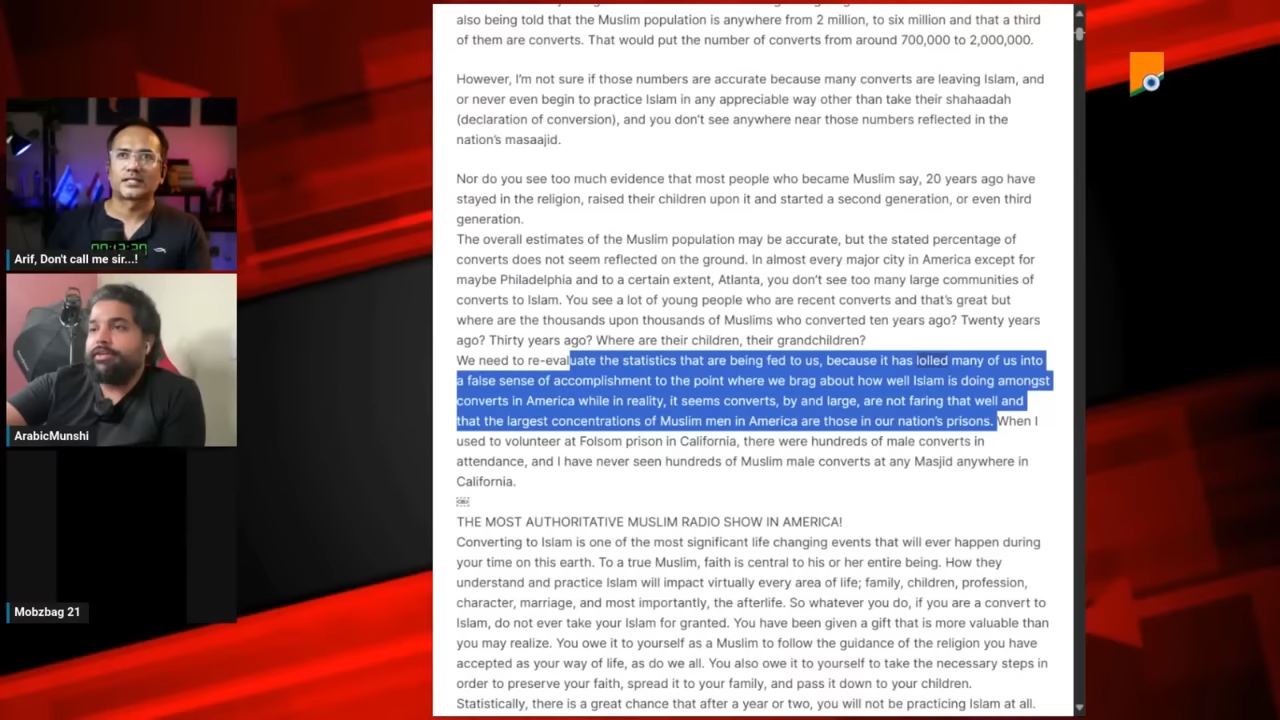 also being told that the Muslim population is anywhere from 2 million, to six million and that a third
of them are converts. That would put the number of converts from around 700,000 to 2,000,000.
However, I'm not sure if those numbers are accurate because many converts are leaving Islam, and
or never even begin to practice Islam in any appreciable way other than take their shahaadah
(declaration of conversion), and you don't see anywhere near those numbers reflected in the
nation's masaajid.
Nor do you see too much evidence that most people who became Muslim say, 20 years ago have
stayed in the religion, raised their children upon it and started a second generation, or even third
generation.
The overall estimates of the Muslim population may be accurate, but the stated percentage of
converts does not seem reflected on the ground. In almost every major city in America except for
maybe Philadelphia and to a certain extent, Atlanta, you don't see too many large communities of
converts to Islam. You see a lot of young people who are recent converts and that's great but
where are the thousands upon thousands of Muslims who converted ten years ago? Twenty years
ago? Thirty years ago? Where are their children, their grandchildren?
We need to re-evaluate the statistics that are being fed to us, because it has lolled many of us into
a false sense of accomplishment to the point where we brag about how well Islam is doing amongst
converts in America while in reality, it seems converts, by and large, are not faring that well and
that the largest concentrations of Muslim men in America are those in our nation's prisons. When I
used to volunteer at Folsom prison in California, there were hundreds of male converts in
attendance, and I have never seen hundreds of Muslim male converts at any Masjid anywhere in
California.
THE MOST AUTHORITATIVE MUSLIM RADIO SHOW IN AMERICA!
Converting to Islam is one of the most significant life changing events that will ever happen during
your time on this earth. To a true Muslim, faith is central to his or her entire being. How they
understand and practice Islam will impact virtually every area of life; family, children, profession,
character, marriage, and most importantly, the afterlife. So whatever you do, if you are a convert to
Islam, do not ever take your Islam for granted. You have been given a gift that is more valuable than
you may realize. You owe it to yourself as a Muslim to follow the guidance of the religion you have
accepted as your way of life, as do we all. You also owe it to yourself to take the necessary steps in
order to preserve your faith, spread it to your family, and pass it down to your children.
Statistically, there is a great chance that after a year or two, you will not be practicing Islam at all.
Arif, Don't call me sir...!
ArabicMunshi
Mobzbag 21